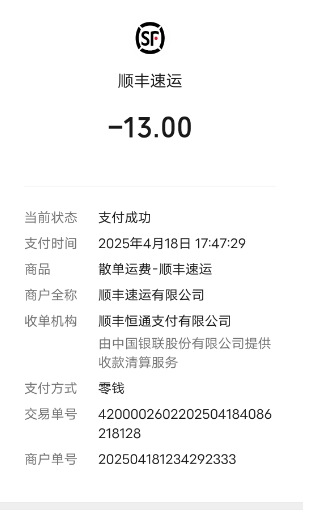 SF
顺丰速运
-13.00
当前状态 支付成功
支付时间 2025年4月18日 17:47:29
商品 散单运费-顺丰速运
商户全称 顺丰速运有限公司
收单机构 顺丰恒通支付有限公司
由中国银联股份有限公司提供
收款清算服务
支付方式 零钱
交易单号 4200002602202504184086
218128
商户单号 202504181234292333